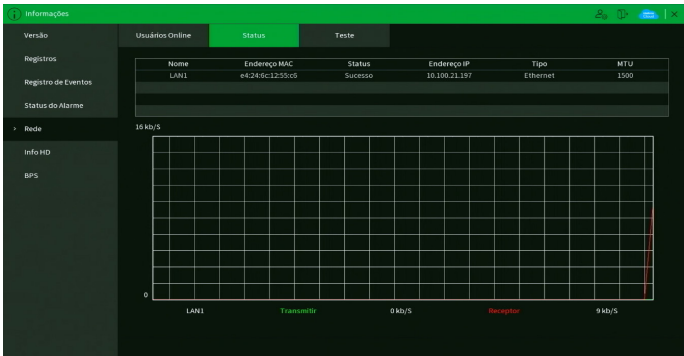 Informações
Versão
Registros
Registro de Eventos
Status do Alarme
Rede
Info HD
BPS
Usuários Online Status Teste
Nome Endereço MAC Status Endereço IP Tipo MTU
LAN1 e4:24:6c:12:55:c6 Sucesso 10.100.21.197 Ethernet 1500
16 kb/S
0
LAN1 Transmitir 0 kb/S Receptor 9 kb/S